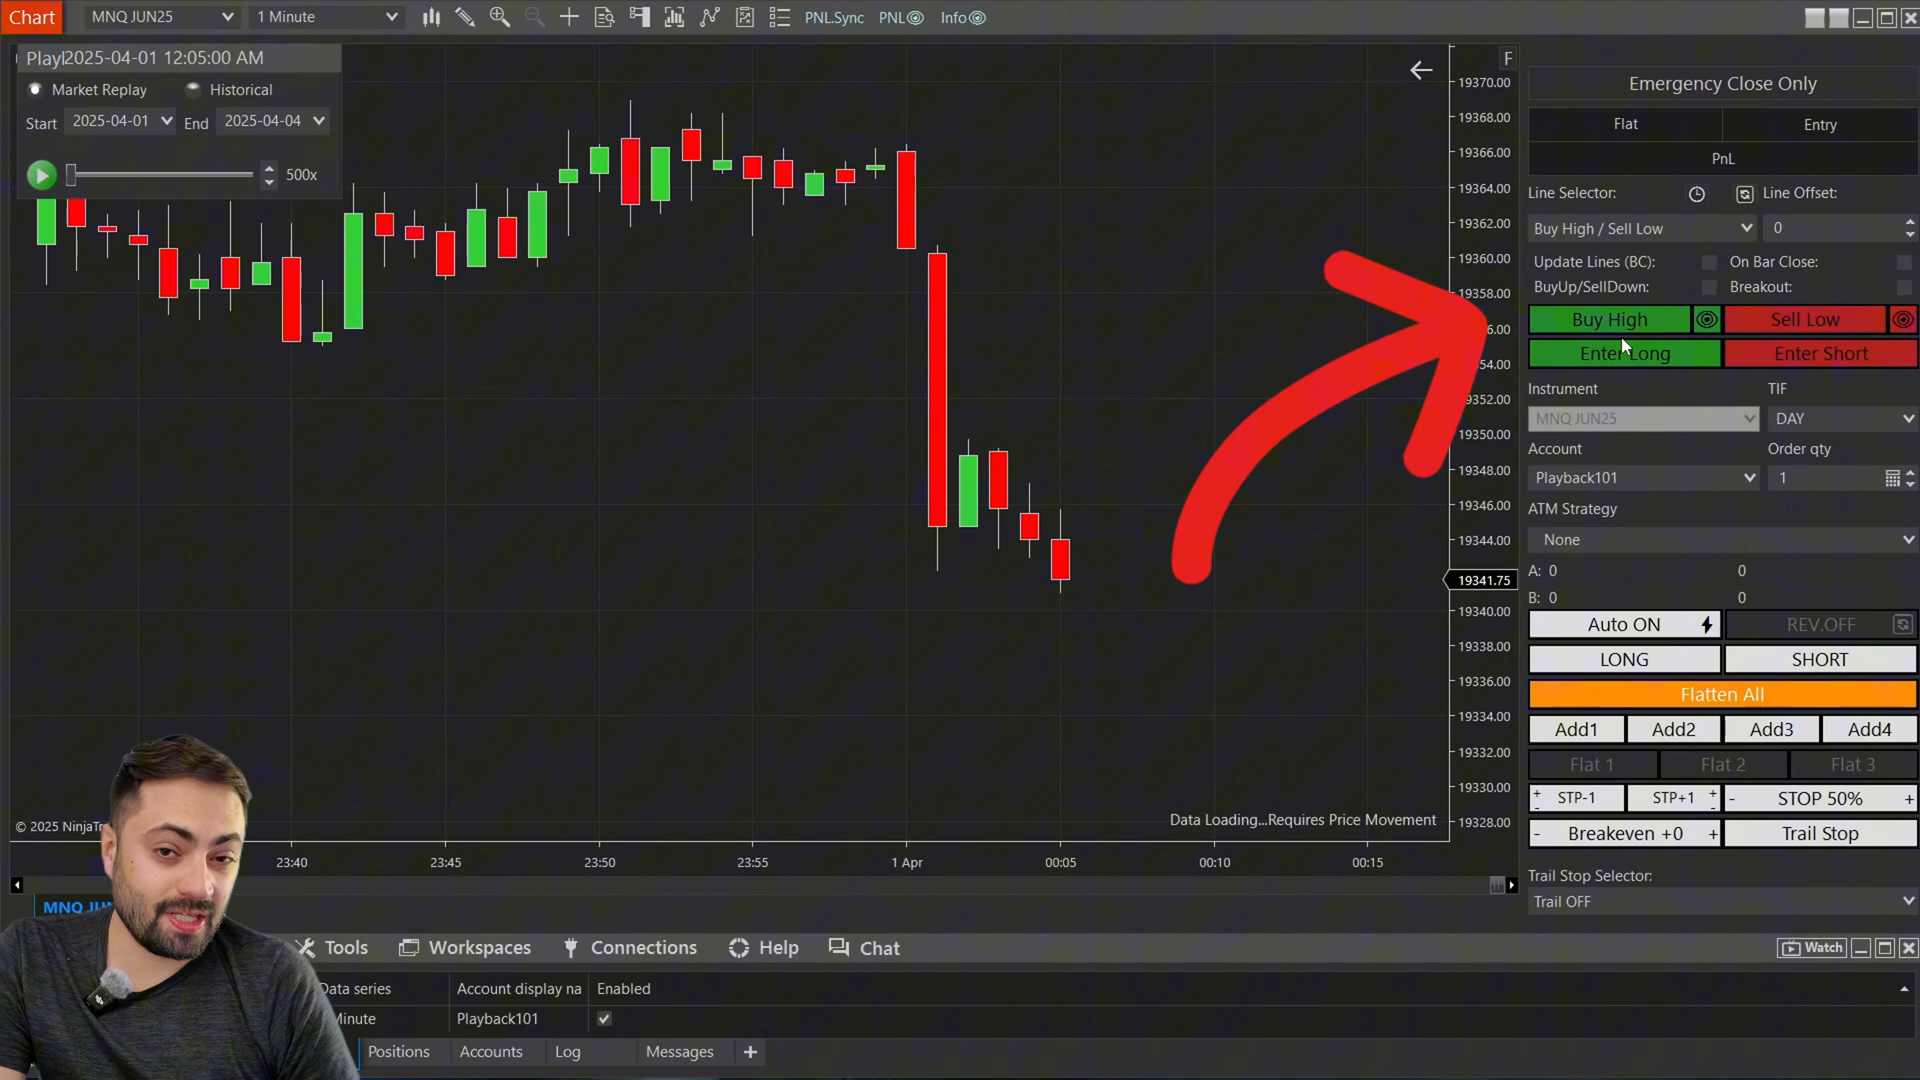 Chart
MNQ JUN25
1 Minute
PNL.Sync
PNL
Info
Playl2025-04-01 12:05:00 AM
Market Replay
Historical
Start
2025-04-01
End
2025-04-04
500x
F
19370.00
19368.00
19366.00
19364.00
19362.00
19360.00
19358.00
6.00
54.00
19352.00
19350.00
19348.00
19346.00
19344.00
19341.75
19340.00
19338.00
19336.00
19334.00
19332.00
19330.00
19328.00
Data Loading...Requires Price Movement
© 2025 NinjaTr
23:40
23:45
23:50
23:55
1 Apr
00:05
00:10
00:15
Emergency Close Only
Flat
Entry
PnL
Line Selector:
Line Offset:
Buy High / Sell Low
0
Update Lines (BC):
On Bar Close:
BuyUp/SellDown:
Breakout:
Buy High
Sell Low
Enter Long
Enter Short
Instrument
TIF
MNQ JUN25
DAY
Account
Order qty
Playback101
1
ATM Strategy
None
A: 0
0
B: 0
0
Auto ON
REV.OFF
LONG
SHORT
Flatten All
Add1
Add2
Add3
Add4
Flat 1
Flat 2
Flat 3
+ - STP-1
STP+1 + -
- STOP 50% +
- Breakeven +0 +
Trail Stop
Trail Stop Selector:
Trail OFF
MNQ JUN
Tools
Workspaces
Connections
Help
Chat
Watch
Data series
Account display na
Enabled
Minute
Playback101
Positions
Accounts
Log
Messages
+